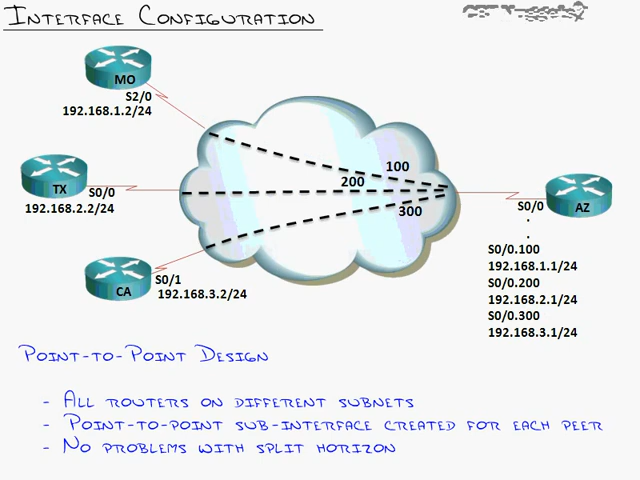 Interface Configuration
MO
S2/0
192.168.1.2/24
TX
S0/0
192.168.2.2/24
CA
S0/1
192.168.3.2/24
100
200
300
AZ
S0/0
.
.
S0/0.100
192.168.1.1/24
S0/0.200
192.168.2.1/24
S0/0.300
192.168.3.1/24
Point-to-Point Design
- All routers on different subnets
- Point-to-point sub-interface created for each peer
- No problems with split horizon